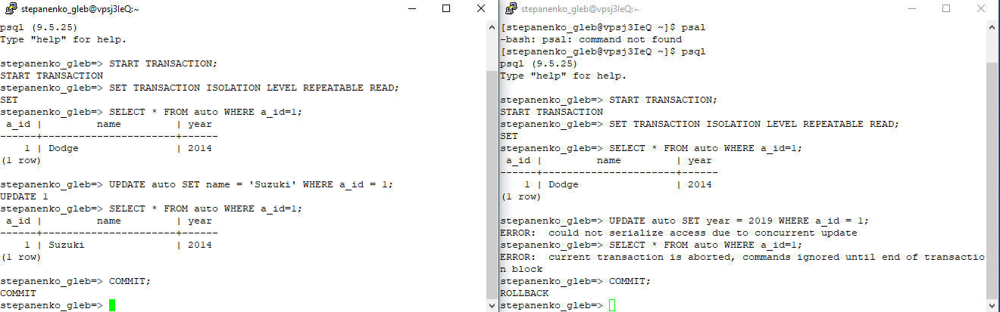 stepanenko_gleb@vpsj3IeQ:~
psql (9.5.25)
Type "help" for help.
stepanenko_gleb=> START TRANSACTION;
START TRANSACTION
stepanenko_gleb=> SET TRANSACTION ISOLATION LEVEL REPEATABLE READ;
SET
stepanenko_gleb=> SELECT * FROM auto WHERE a_id=1;
 a_id |         name         | year
------+----------------------+------
    1 | Dodge                | 2014
(1 row)
stepanenko_gleb=> UPDATE auto SET name = 'Suzuki' WHERE a_id = 1;
UPDATE 1
stepanenko_gleb=> SELECT * FROM auto WHERE a_id=1;
 a_id |         name         | year
------+----------------------+------
    1 | Suzuki               | 2014
(1 row)
stepanenko_gleb=> COMMIT;
COMMIT
stepanenko_gleb=>
stepanenko_gleb@vpsj3IeQ:~
[stepanenko_gleb@vpsj3IeQ ~]$ psal
-bash: psal: command not found
[stepanenko_gleb@vpsj3IeQ ~]$ psql
psql (9.5.25)
Type "help" for help.
stepanenko_gleb=> START TRANSACTION;
START TRANSACTION
stepanenko_gleb=> SET TRANSACTION ISOLATION LEVEL REPEATABLE READ;
SET
stepanenko_gleb=> SELECT * FROM auto WHERE a_id=1;
 a_id |         name         | year
------+----------------------+------
    1 | Dodge                | 2014
(1 row)
stepanenko_gleb=> UPDATE auto SET year = 2019 WHERE a_id = 1;
ERROR:  could not serialize access due to concurrent update
stepanenko_gleb=> SELECT * FROM auto WHERE a_id=1;
ERROR:  current transaction is aborted, commands ignored until end of transactio
n block
stepanenko_gleb=> COMMIT;
ROLLBACK
stepanenko_gleb=>